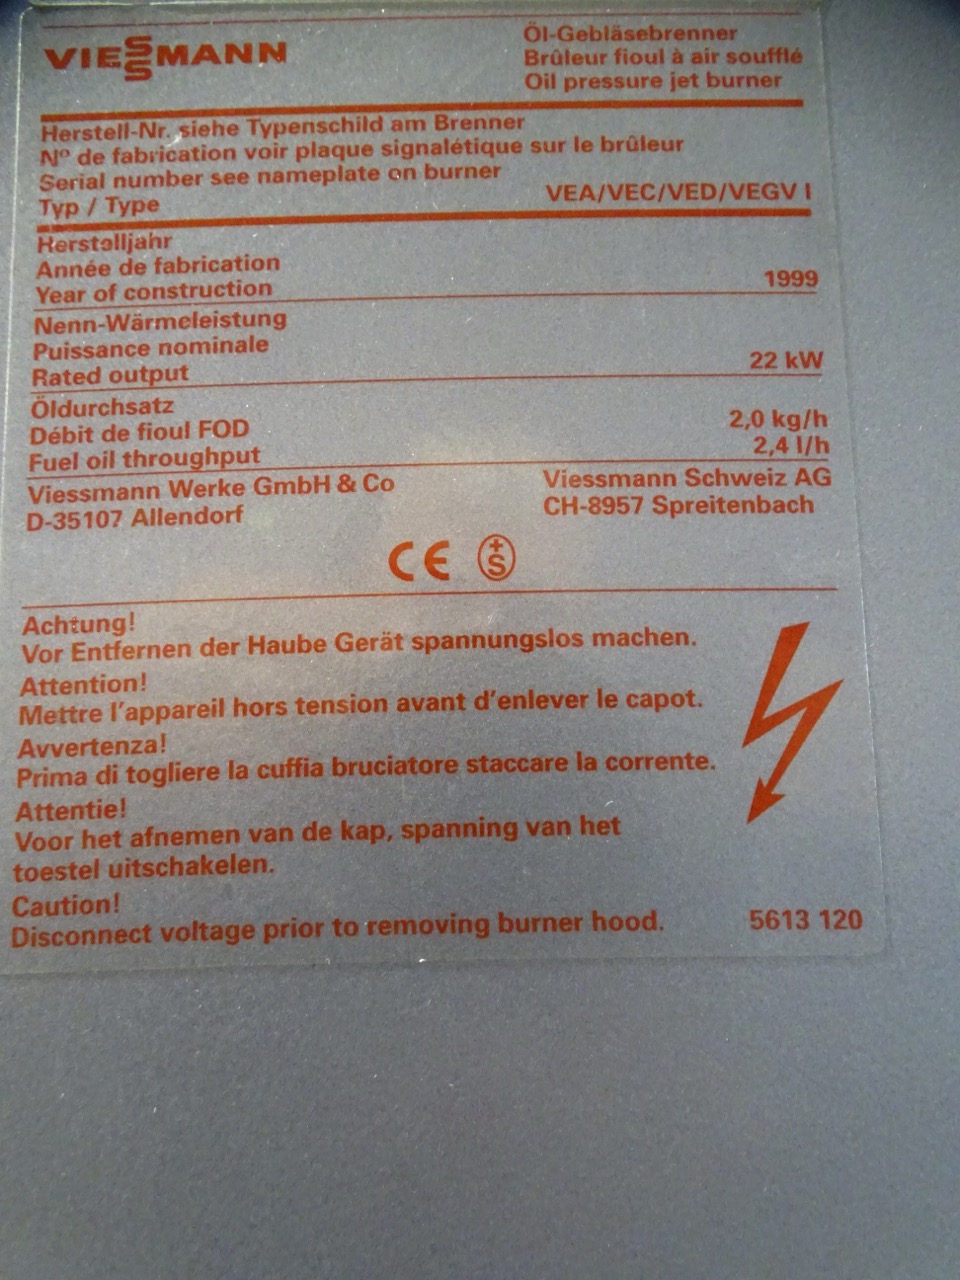 VIESSMANN
Öl-Gebläsebrenner
Brûleur fioul à air soufflé
Oil pressure jet burner
Herstell-Nr. siehe Typenschild am Brenner
Nº de fabrication voir plaque signalétique sur le brûleur
Serial number see nameplate on burner
Typ / Type VEA/VEC/VED/VEGV I
Herstelljahr
Année de fabrication
Year of construction 1999
Nenn-Wärmeleistung
Puissance nominale
Rated output 22 kW
Öldurchsatz
Débit de fioul FOD 2,0 kg/h
Fuel oil throughput 2,4 l/h
Viessmann Werke GmbH & Co
D-35107 Allendorf
Viessmann Schweiz AG
CH-8957 Spreitenbach
CE +S
Achtung!
Vor Entfernen der Haube Gerät spannungslos machen.
Attention!
Mettre l'appareil hors tension avant d'enlever le capot.
Avvertenza!
Prima di togliere la cuffia bruciatore staccare la corrente.
Attentie!
Voor het afnemen van de kap, spanning van het
toestel uitschakelen.
Caution!
Disconnect voltage prior to removing burner hood. 5613 120